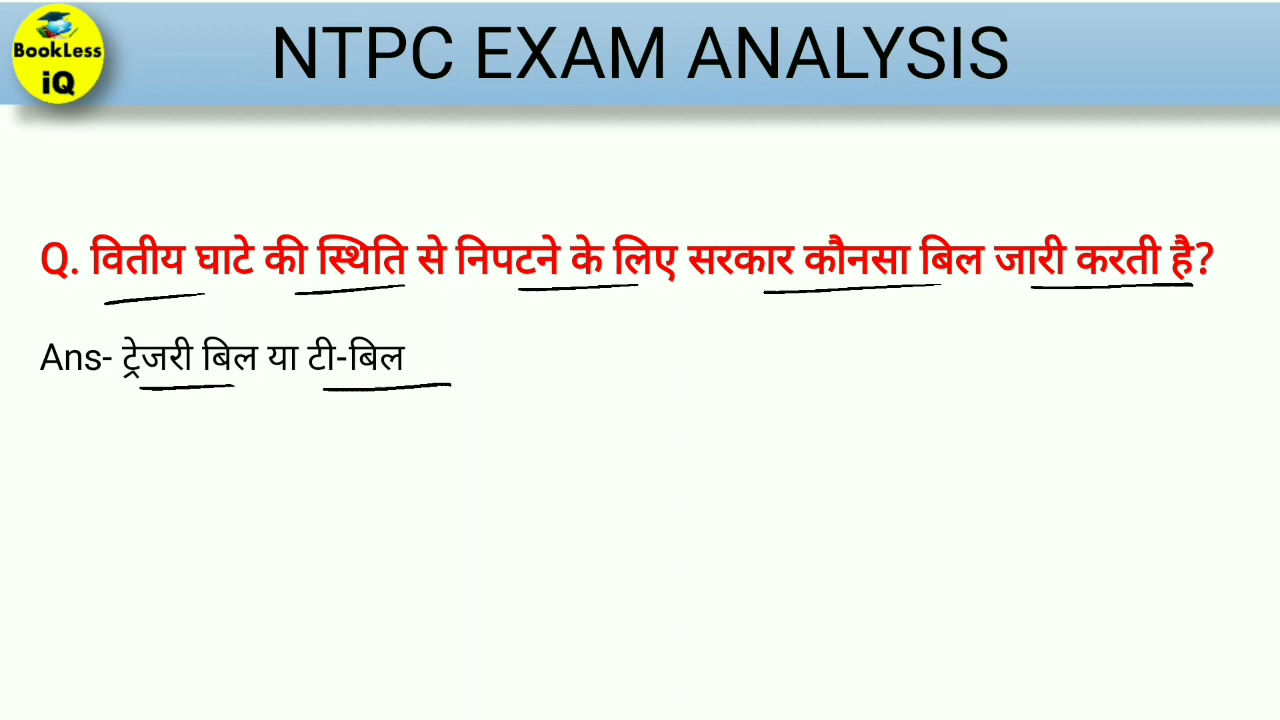 BookLess
iQ
NTPC EXAM ANALYSIS
Q. वितीय घाटे की स्थिति से निपटने के लिए सरकार कौनसा बिल जारी करती है?
Ans- ट्रेजरी बिल या टी-बिल